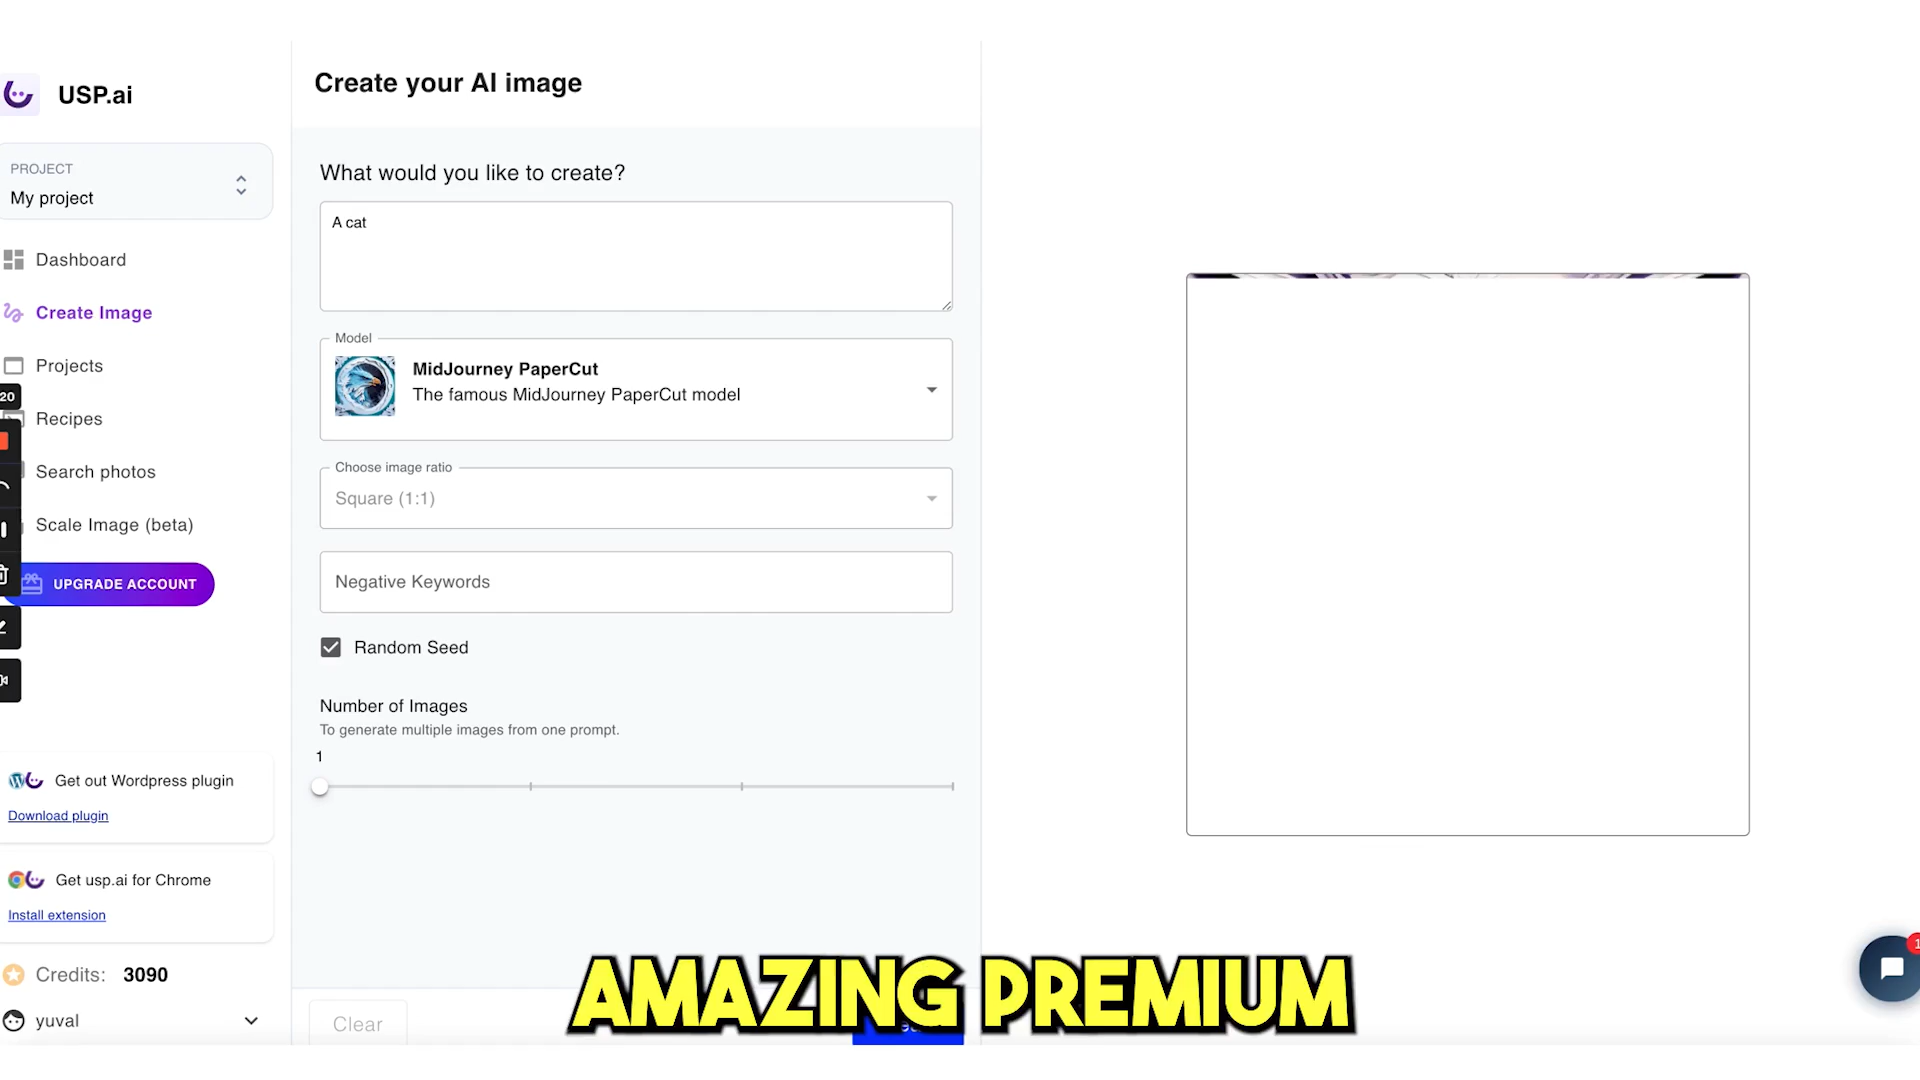 USP.ai
PROJECT
My project
Dashboard
Create Image
Projects
20
Recipes
Search photos
Scale Image (beta)
UPGRADE ACCOUNT
Get out Wordpress plugin
Download plugin
Get usp.ai for Chrome
Install extension
Credits: 3090
yuval
Create your AI image
What would you like to create?
A cat
Model
MidJourney PaperCut
The famous MidJourney PaperCut model
Choose image ratio
Square (1:1)
Negative Keywords
Random Seed
Number of Images
To generate multiple images from one prompt.
1
Clear
AMAZING PREMIUM
1